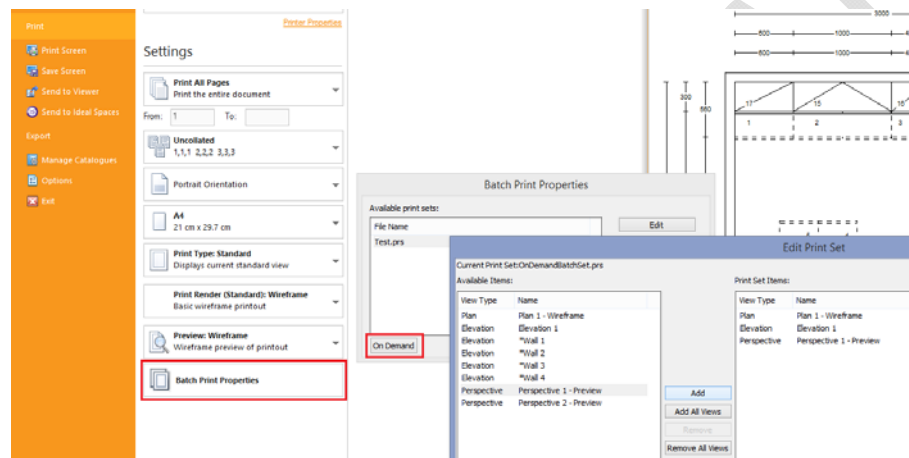 Printer Properties
Print
Print Screen
Save Screen
Send to Viewer
Send to Ideal Spaces
Export
Manage Catalogues
Options
Exit
Settings
Print All Pages
Print the entire document
From: 1 To:
Uncollated
1,1,1 2,2,2 3,3,3
Portrait Orientation
A4
21 cm x 29.7 cm
Print Type: Standard
Displays current standard view
Print Render (Standard): Wireframe
Basic wireframe printout
Preview: Wireframe
Wireframe preview of printout
Batch Print Properties
Batch Print Properties
Available print sets:
File Name
Test.prs
Edit
On Demand
Edit Print Set
Current Print Set:OnDemandBatchSet.prs
Available Items:
View Type Name
Plan Plan 1 - Wireframe
Elevation Elevation 1
Elevation *Wall 1
Elevation *Wall 2
Elevation *Wall 3
Elevation *Wall 4
Perspective Perspective 1 - Preview
Perspective Perspective 2 - Preview
Add
Add All Views
Remove
Remove All Views
Print Set Items:
View Type Name
Plan Plan 1 - Wireframe
Elevation Elevation 1
Perspective Perspective 1 - Preview
3000
600 1000
600 1000
300
560
17 15 16
1 2 3